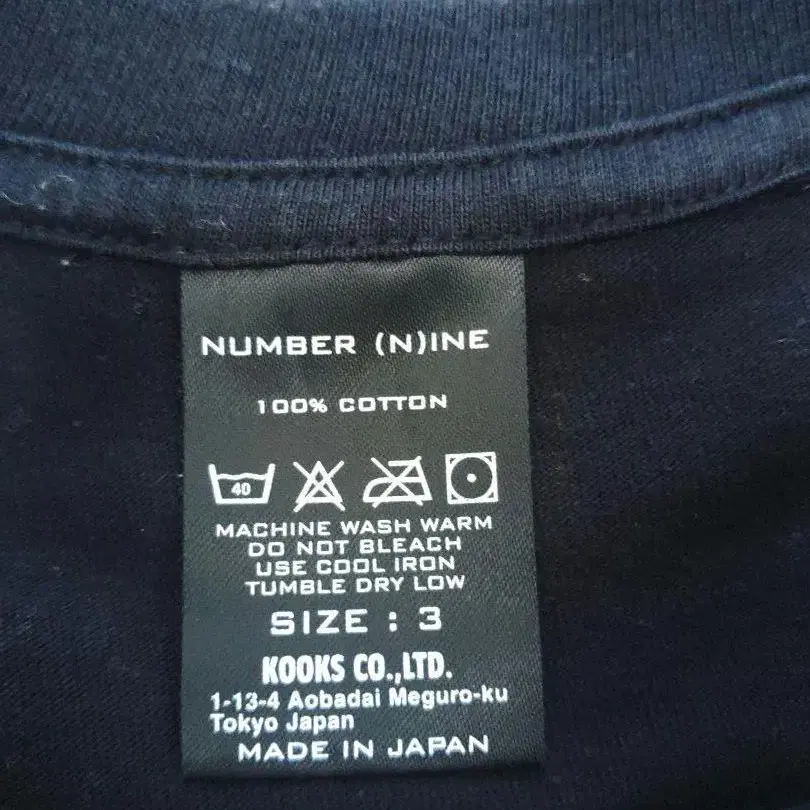 NUMBER (N)INE
100% COTTON
40
MACHINE WASH WARM
DO NOT BLEACH
USE COOL IRON
TUMBLE DRY LOW
SIZE : 3
KOOKS CO.,LTD.
1-13-4 Aobadai Meguro-ku
Tokyo Japan
MADE IN JAPAN